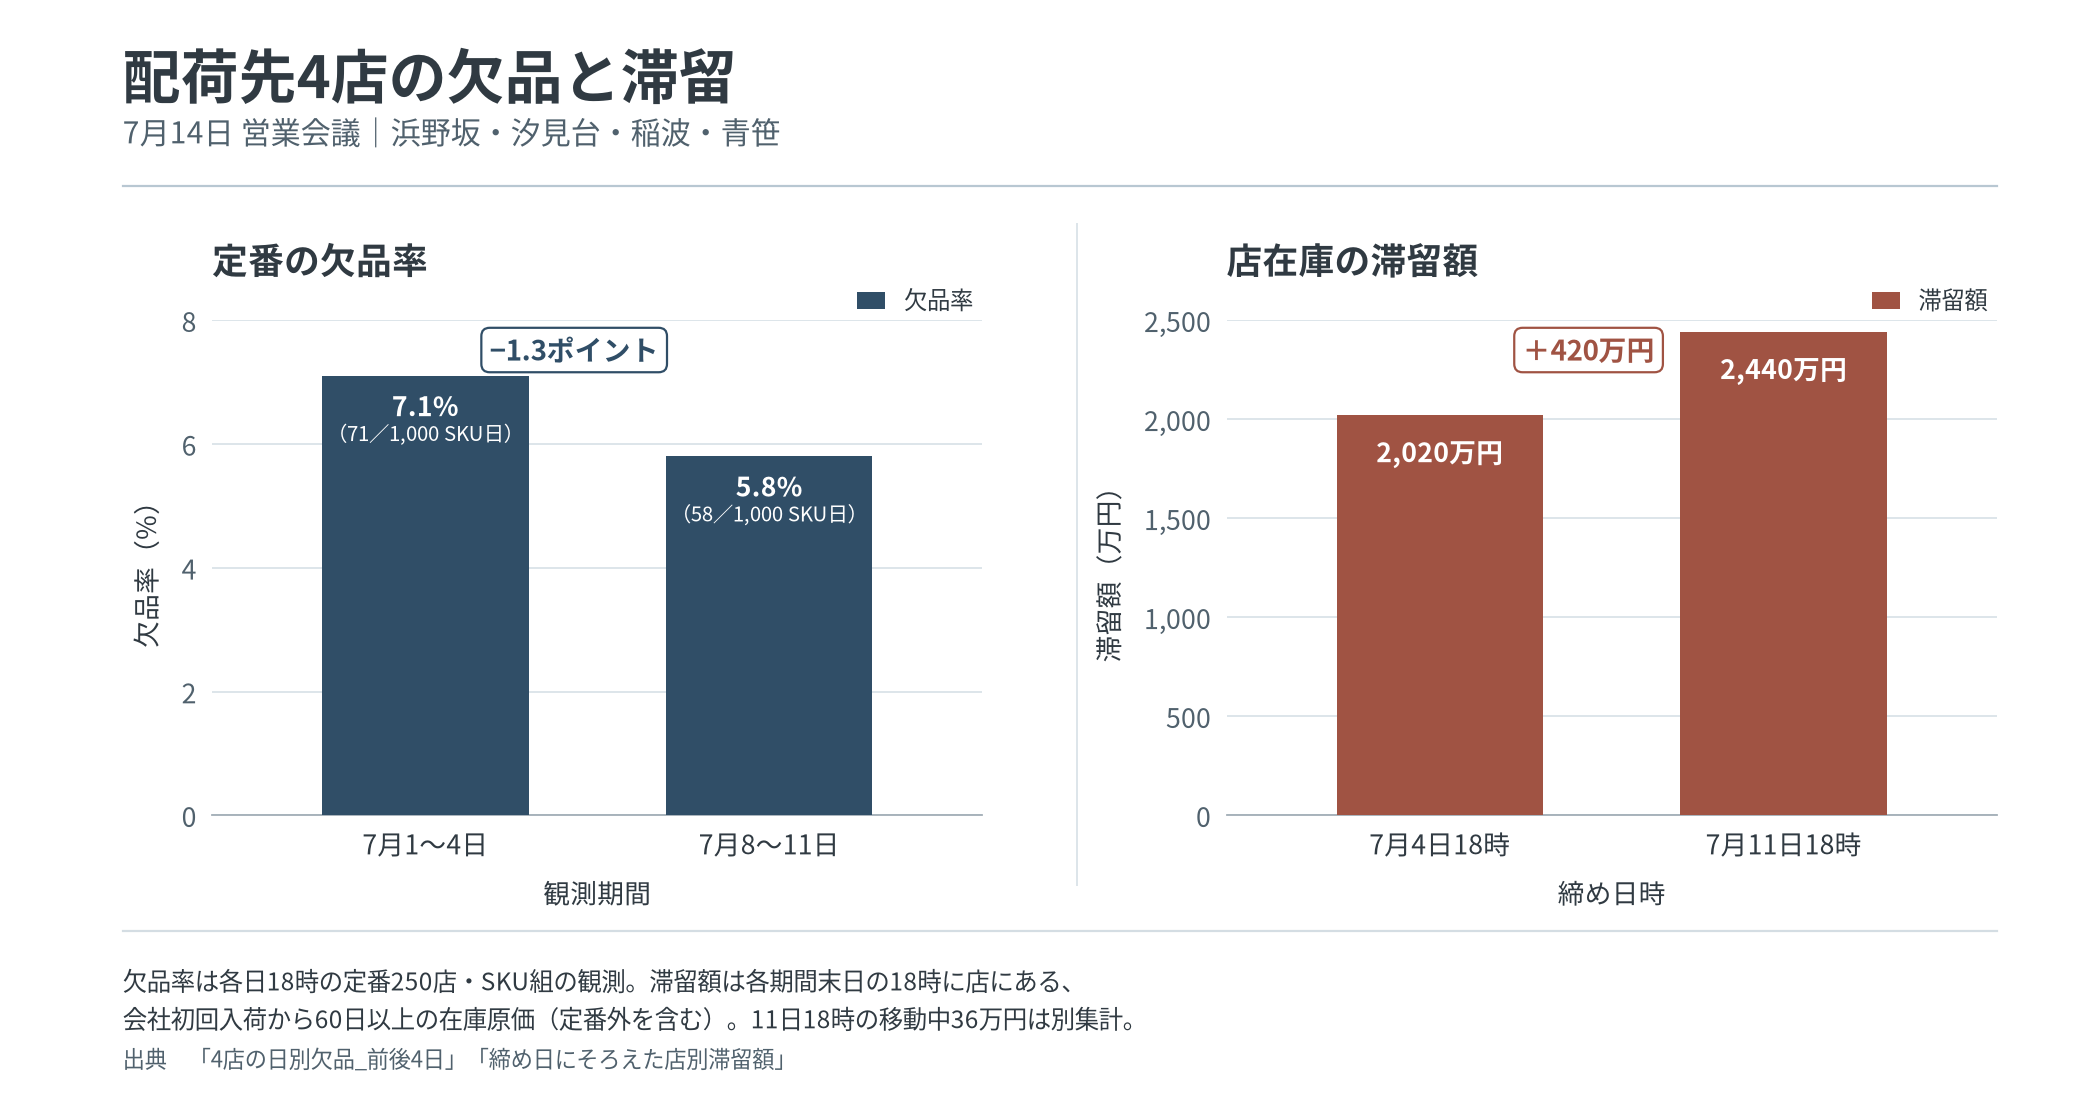 配荷先4店の欠品と滞留
7月14日 営業会議｜浜野坂・汐見台・稲波・青笹
定番の欠品率
欠品率
8
6
4
2
0
欠品率（%）
−1.3ポイント
7.1%
（71／1,000 SKU日）
5.8%
（58／1,000 SKU日）
7月1〜4日
7月8〜11日
観測期間
店在庫の滞留額
滞留額
2,500
2,000
1,500
1,000
500
0
滞留額（万円）
＋420万円
2,020万円
2,440万円
7月4日18時
7月11日18時
締め日時
欠品率は各日18時の定番250店・SKU組の観測。滞留額は各期間末日の18時に店にある、
会社初回入荷から60日以上の在庫原価（定番外を含む）。11日18時の移動中36万円は別集計。
出典　「4店の日別欠品_前後4日」「締め日にそろえた店別滞留額」